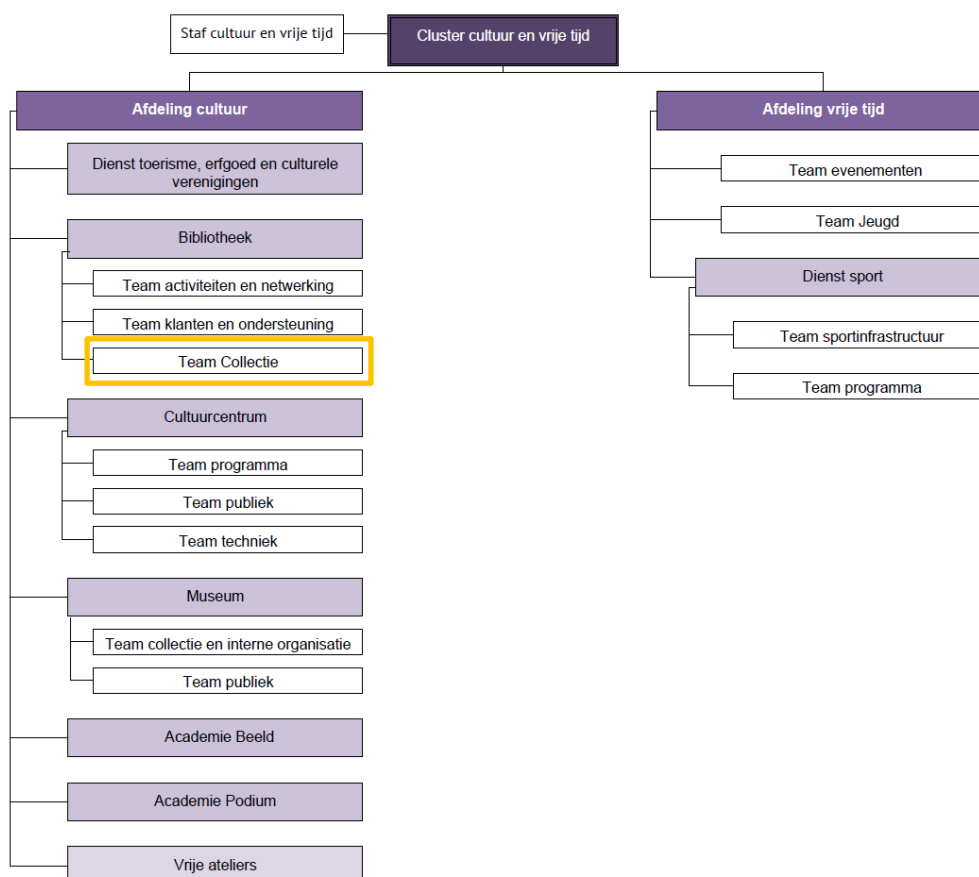 Staf cultuur en vrije tijd
Cluster cultuur en vrije tijd
Afdeling cultuur
Dienst toerisme, erfgoed en culturele
verenigingen
Bibliotheek
Team activiteiten en netwerking
Team klanten en ondersteuning
Team Collectie
Cultuurcentrum
Team programma
Team publiek
Team techniek
Museum
Team collectie en interne organisatie
Team publiek
Academie Beeld
Academie Podium
Vrije ateliers
Afdeling vrije tijd
Team evenementen
Team Jeugd
Dienst sport
Team sportinfrastructuur
Team programma